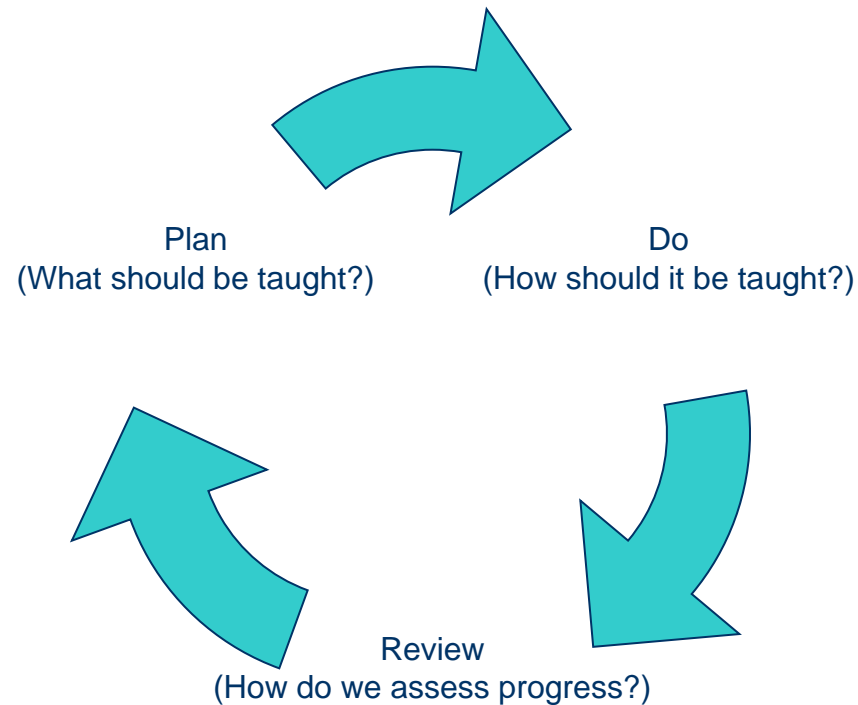 Plan
(What should be taught?)
Do
(How should it be taught?)
Review
(How do we assess progress?)